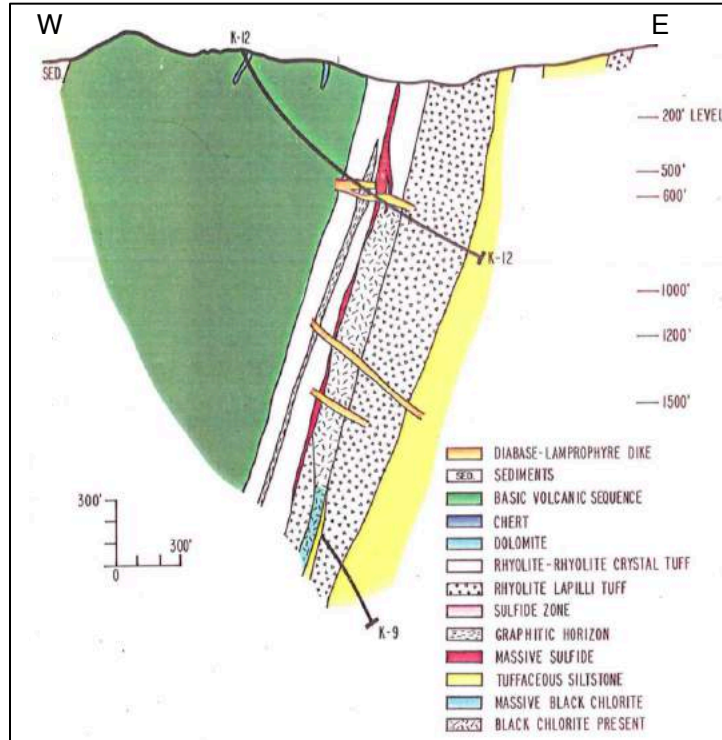 W
E
K-12
SED.
200' LEVEL
500'
600'
K-12
1000'
1200'
1500'
300'
0
300'
K-9
DIABASE-LAMPROPHYRE DIKE
SED. SEDIMENTS
BASIC VOLCANIC SEQUENCE
CHERT
DOLOMITE
RHYOLITE-RHYOLITE CRYSTAL TUFF
RHYOLITE LAPILLI TUFF
SULFIDE ZONE
GRAPHITIC HORIZON
MASSIVE SULFIDE
TUFFACEOUS SILTSTONE
MASSIVE BLACK CHLORITE
BLACK CHLORITE PRESENT